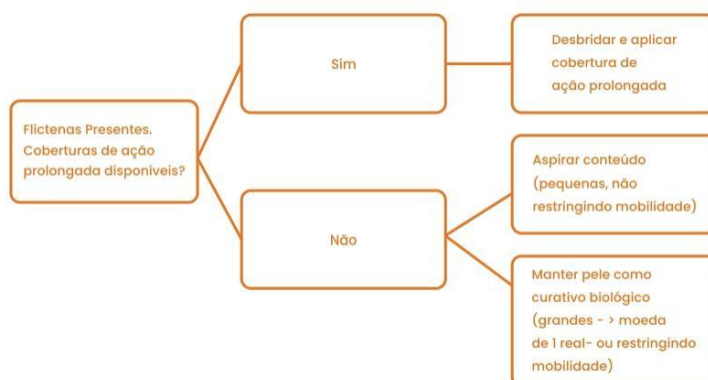 Flictenas Presentes.
Coberturas de ação
prolongada disponíveis?
Sim
Desbridar e aplicar
cobertura de
ação prolongada
Não
Aspirar conteúdo
(pequenas, não
restringindo mobilidade)
Manter pele como
curativo biológico
(grandes - > moeda
de 1 real- ou restringindo
mobilidade)